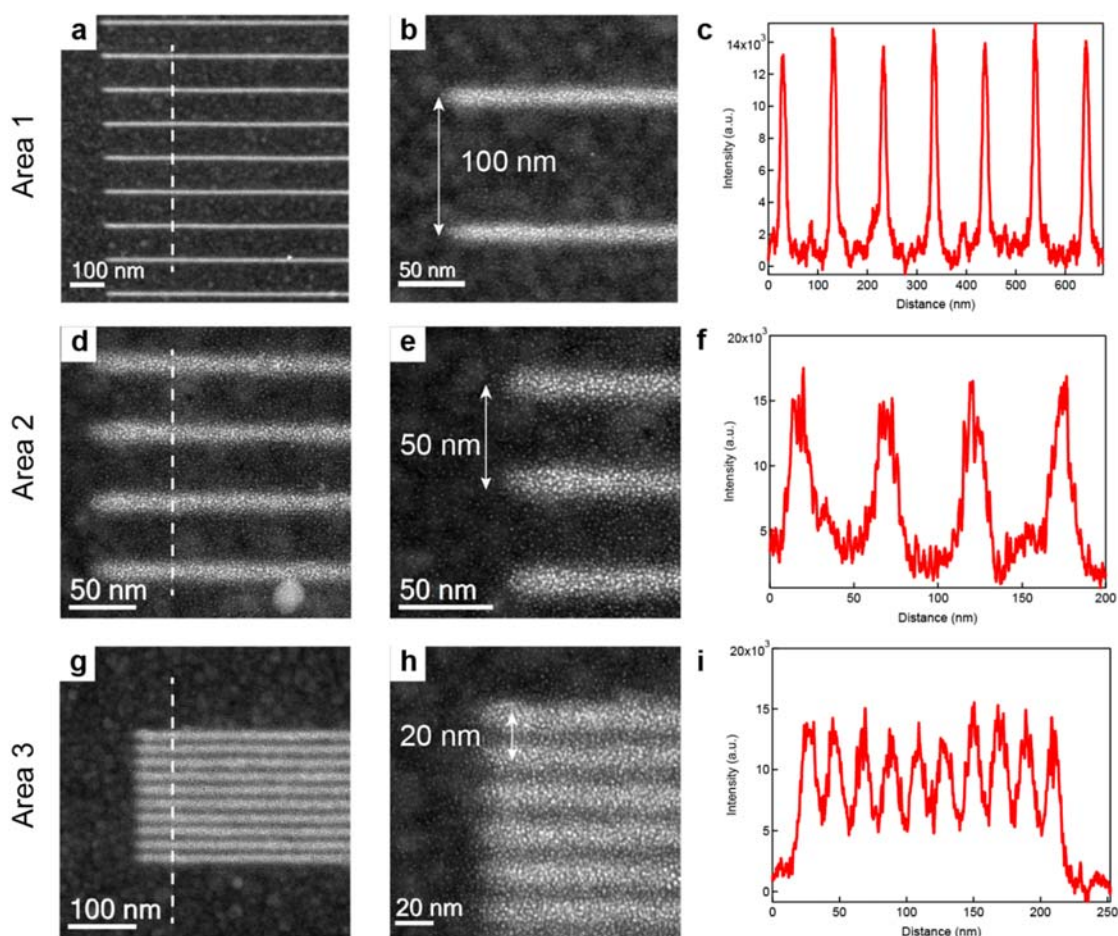 Area 1
a
100 nm
b
100 nm
50 nm
c
14x10³
12
10
8
6
4
2
0
Intensity (a.u.)
0 100 200 300 400 500 600
Distance (nm)
Area 2
d
50 nm
e
50 nm
50 nm
f
20x10³
15
10
5
Intensity (a.u.)
0 50 100 150 200
Distance (nm)
Area 3
g
100 nm
h
20 nm
20 nm
i
20x10³
15
10
5
0
Intensity (a.u.)
0 50 100 150 200 250
Distance (nm)